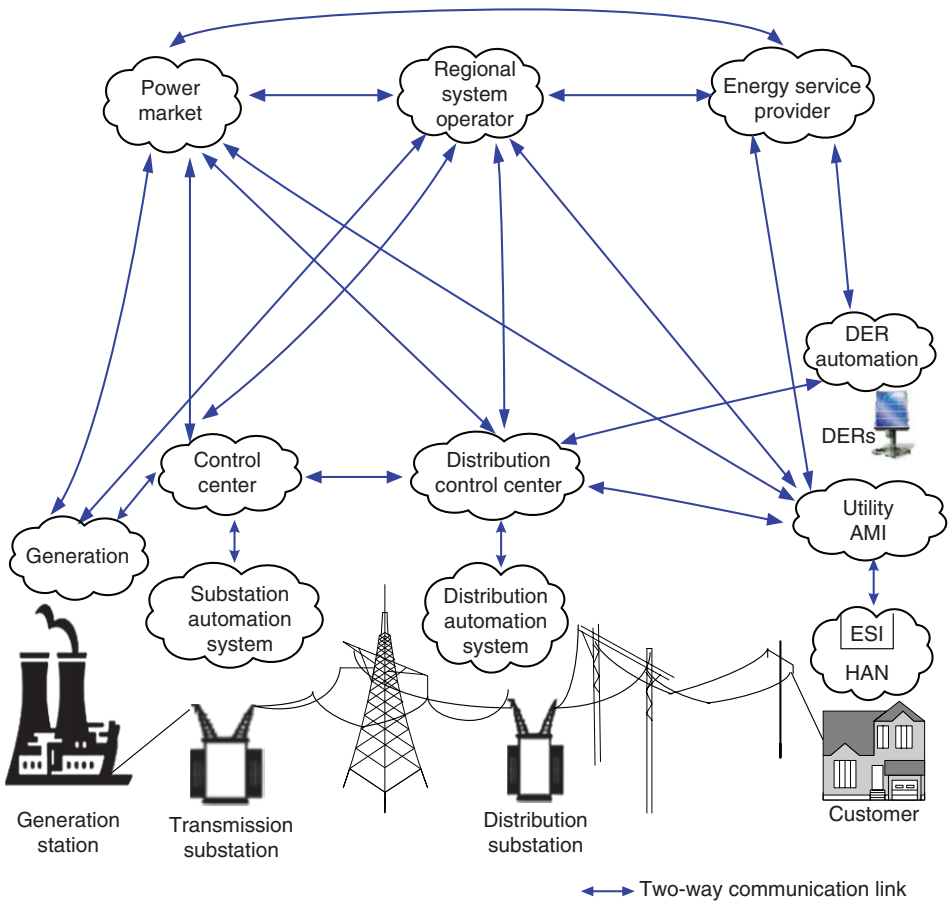 Power
market
Regional
system
operator
Energy service
provider
DER
automation
DERs
Control
center
Distribution
control center
Utility
AMI
Generation
Substation
automation
system
Distribution
automation
system
ESI
HAN
Generation
station
Transmission
substation
Distribution
substation
Customer
Two-way communication link